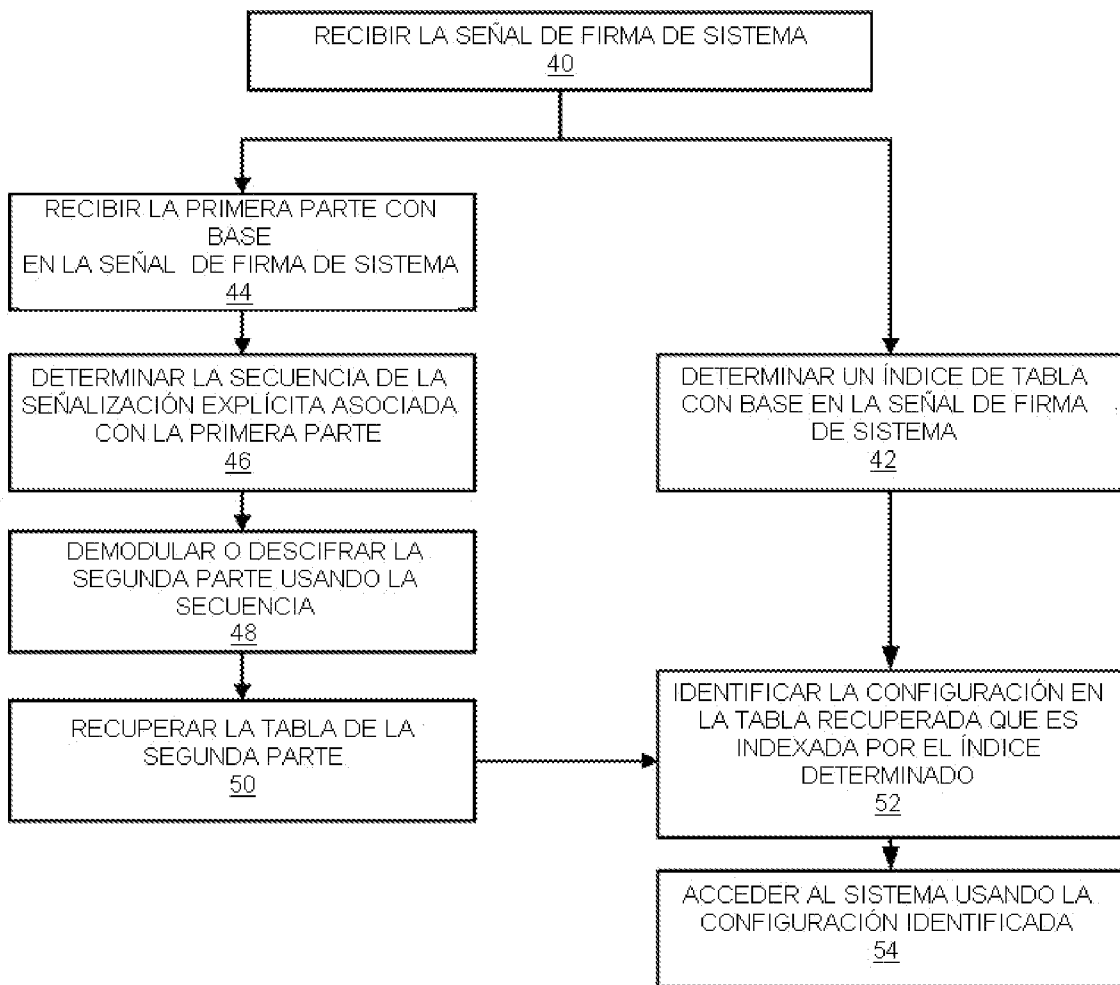 RECIBIR LA SEÑAL DE FIRMA DE SISTEMA
40
RECIBIR LA PRIMERA PARTE CON
BASE
EN LA SEÑAL DE FIRMA DE SISTEMA
44
DETERMINAR LA SECUENCIA DE LA
SEÑALIZACIÓN EXPLÍCITA ASOCIADA
CON LA PRIMERA PARTE
46
DEMODULAR O DESCIFRAR LA
SEGUNDA PARTE USANDO LA
SECUENCIA
48
RECUPERAR LA TABLA DE LA
SEGUNDA PARTE
50
DETERMINAR UN ÍNDICE DE TABLA
CON BASE EN LA SEÑAL DE FIRMA
DE SISTEMA
42
IDENTIFICAR LA CONFIGURACIÓN EN
LA TABLA RECUPERADA QUE ES
INDEXADA POR EL ÍNDICE
DETERMINADO
52
ACCEDER AL SISTEMA USANDO LA
CONFIGURACIÓN IDENTIFICADA
54